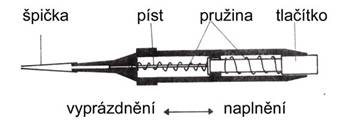 špička píst pružina tlačítko
vyprázdnění naplnění